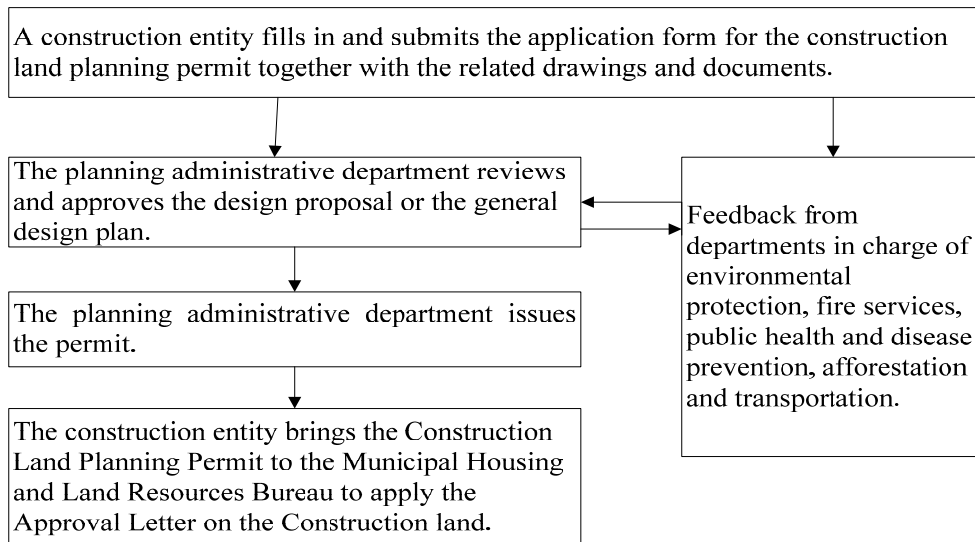 A construction entity fills in and submits the application form for the construction
land planning permit together with the related drawings and documents.
The planning administrative department reviews
and approves the design proposal or the general
design plan.
Feedback from
departments in charge of
environmental
protection, fire services,
public health and disease
prevention, afforestation
and transportation.
The planning administrative department issues
the permit.
The construction entity brings the Construction
Land Planning Permit to the Municipal Housing
and Land Resources Bureau to apply the
Approval Letter on the Construction land.